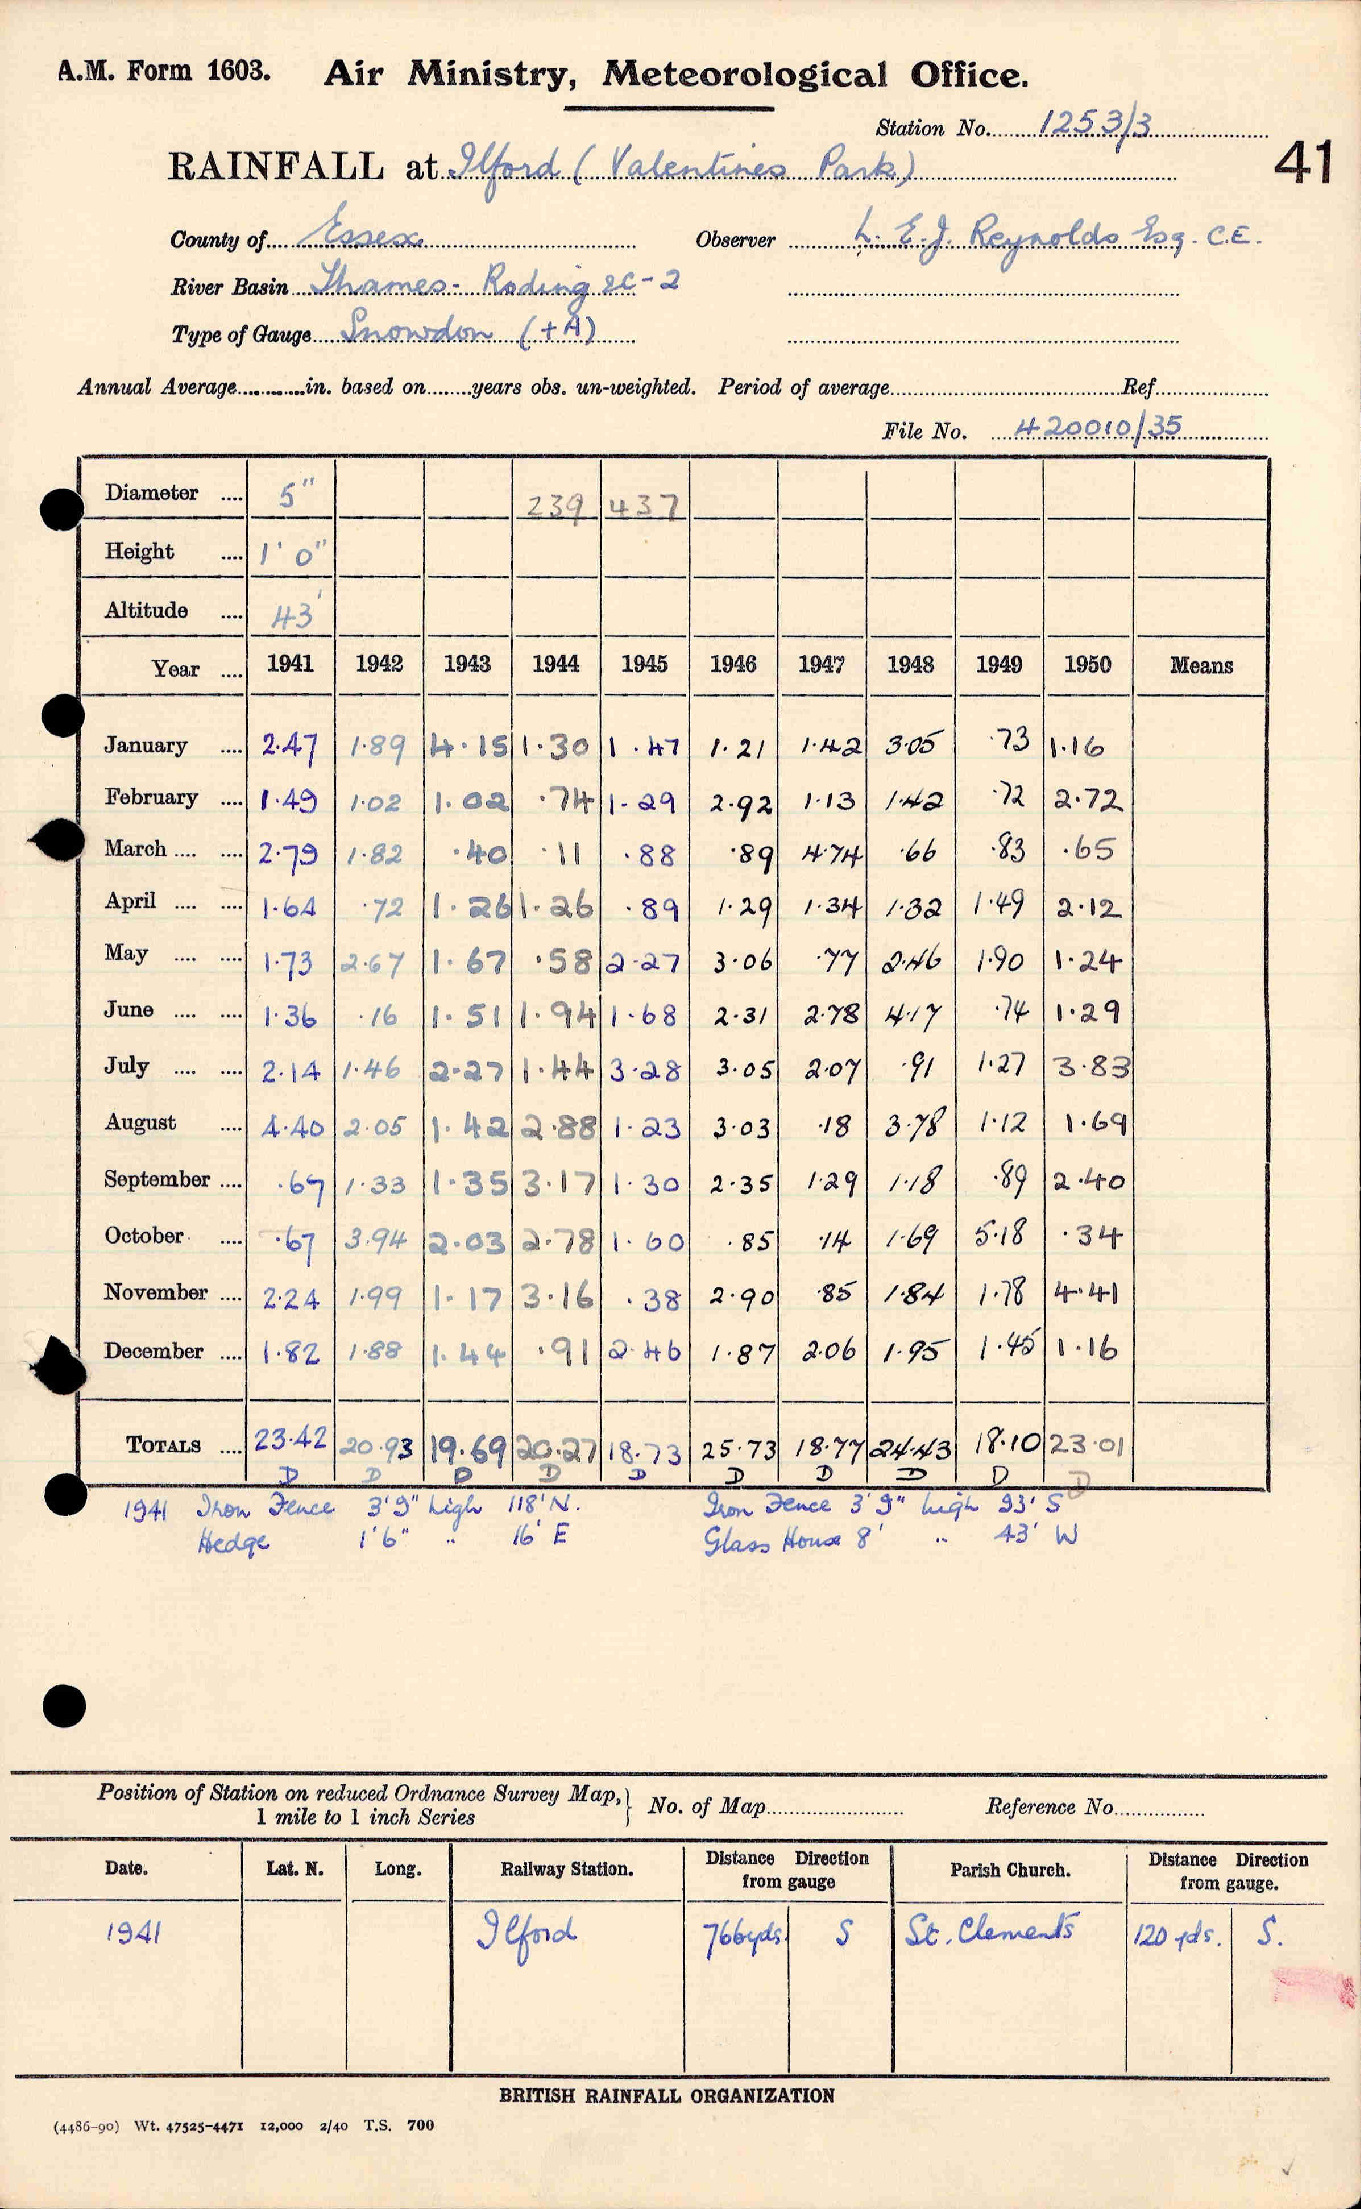 A.M. Form 1603. Air Ministry, Meteorological Office.
Station No. 1253/3
41
RAINFALL at Ilford (Valentines Park)
County of Essex Observer L. E.J. Reynolds Esq. C.E.
River Basin Thames - Roding 2C-2
Type of Gauge Snowdon (+A)
Annual Average............in. based on........years obs. un-weighted. Period of average........Ref........
File No. 420010/35
Diameter .... 5" 239 437
Height .... 1' 0"
Altitude .... 43'
Year .... 1941 1942 1943 1944 1945 1946 1947 1948 1949 1950 Means
January .... 2.47 1.89 4.15 1.30 1.47 1.21 1.42 3.05 .73 1.16
February .... 1.49 1.02 1.02 .74 1.29 2.92 1.13 1.42 .72 2.72
March .... .... 2.79 1.82 .40 .11 .88 .89 4.74 .66 .83 .65
April .... .... 1.64 .72 1.26 1.26 .89 1.29 1.34 1.32 1.49 2.12
May .... .... 1.73 2.67 1.67 .58 2.27 3.06 .77 2.46 1.90 1.24
June .... .... 1.36 .16 1.51 1.94 1.68 2.31 2.78 4.17 .74 1.29
July .... .... 2.14 1.46 2.27 1.44 3.28 3.05 2.07 .91 1.27 3.83
August .... 4.40 2.05 1.42 2.88 1.23 3.03 .18 3.78 1.12 1.69
September .... .67 1.33 1.35 3.17 1.30 2.35 1.29 1.18 .89 2.40
October .... .67 3.94 2.03 2.78 1.60 .85 .14 1.69 5.18 .34
November .... 2.24 1.99 1.17 3.16 .38 2.90 .85 1.84 1.78 4.41
December .... 1.82 1.88 1.44 .91 2.46 1.87 2.06 1.95 1.45 1.16
TOTALS .... 23.42 20.93 19.69 20.27 18.73 25.73 18.77 24.43 18.10 23.01
D D D D D D D D D D
1941 Iron Fence 3'9" high 118' N. Iron Fence 3'9" high 93' S
Hedge 1'6" " 16' E Glass House 8' " 43' W
Position of Station on reduced Ordnance Survey Map,} No. of Map........ Reference No........
1 mile to 1 inch Series
Date. Lat. N. Long. Railway Station. Distance Direction from gauge Parish Church. Distance Direction from gauge.
1941 Ilford 766yds. S St. Clements 120 yds. S.
BRITISH RAINFALL ORGANIZATION
(4486-90) Wt. 47525-4471 12,000 2/40 T.S. 700